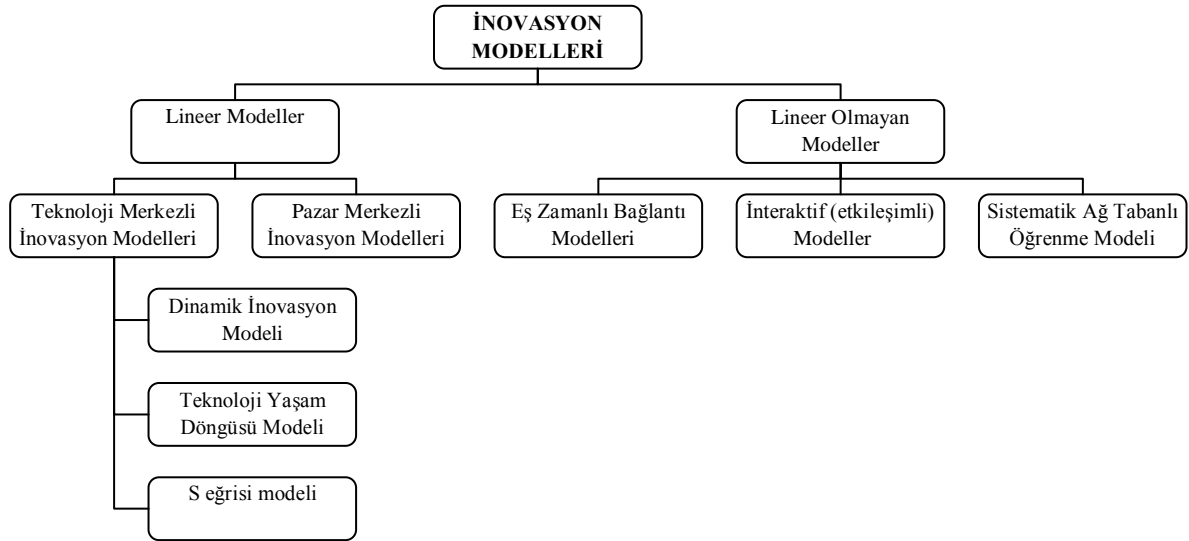 İNOVASYON
MODELLERİ
Lineer Modeller
Lineer Olmayan
Modeller
Teknoloji Merkezli
İnovasyon Modelleri
Pazar Merkezli
İnovasyon Modelleri
Eş Zamanlı Bağlantı
Modelleri
İnteraktif (etkileşimli)
Modeller
Sistematik Ağ Tabanlı
Öğrenme Modeli
Dinamik İnovasyon
Modeli
Teknoloji Yaşam
Döngüsü Modeli
S eğrisi modeli